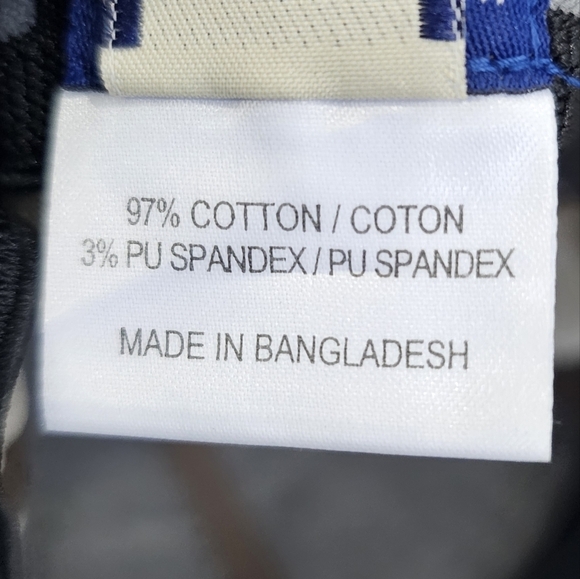 97% COTTON / COTON
3% PU SPANDEX / PU SPANDEX
MADE IN BANGLADESH